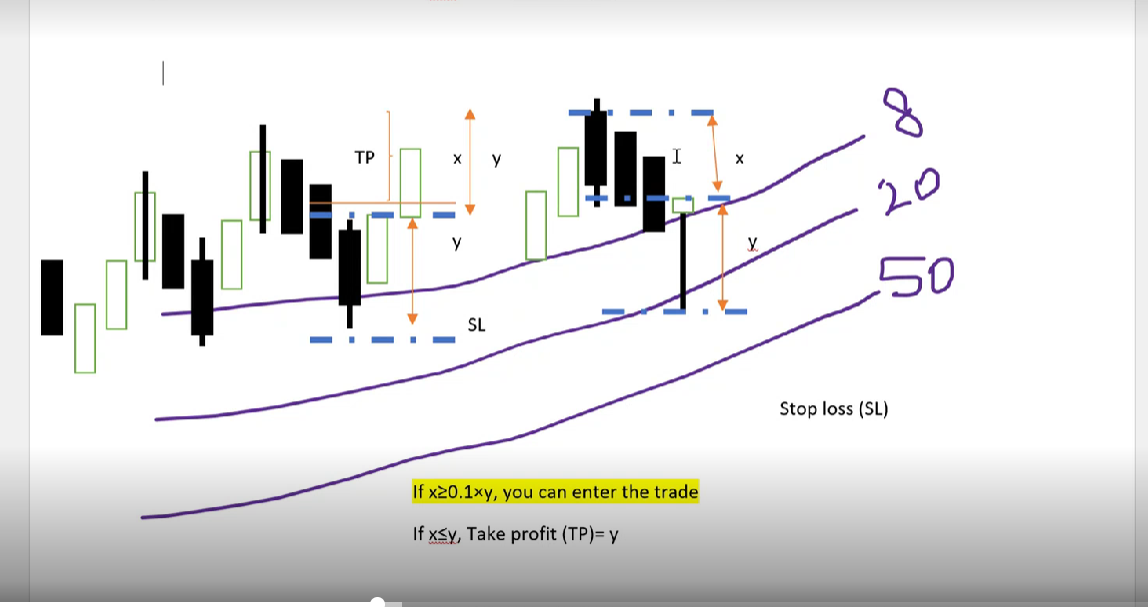 8
TP
x
y
x
20
y
y
50
SL
Stop loss (SL)
If x≥0.1×y, you can enter the trade
If x≤y, Take profit (TP)= y